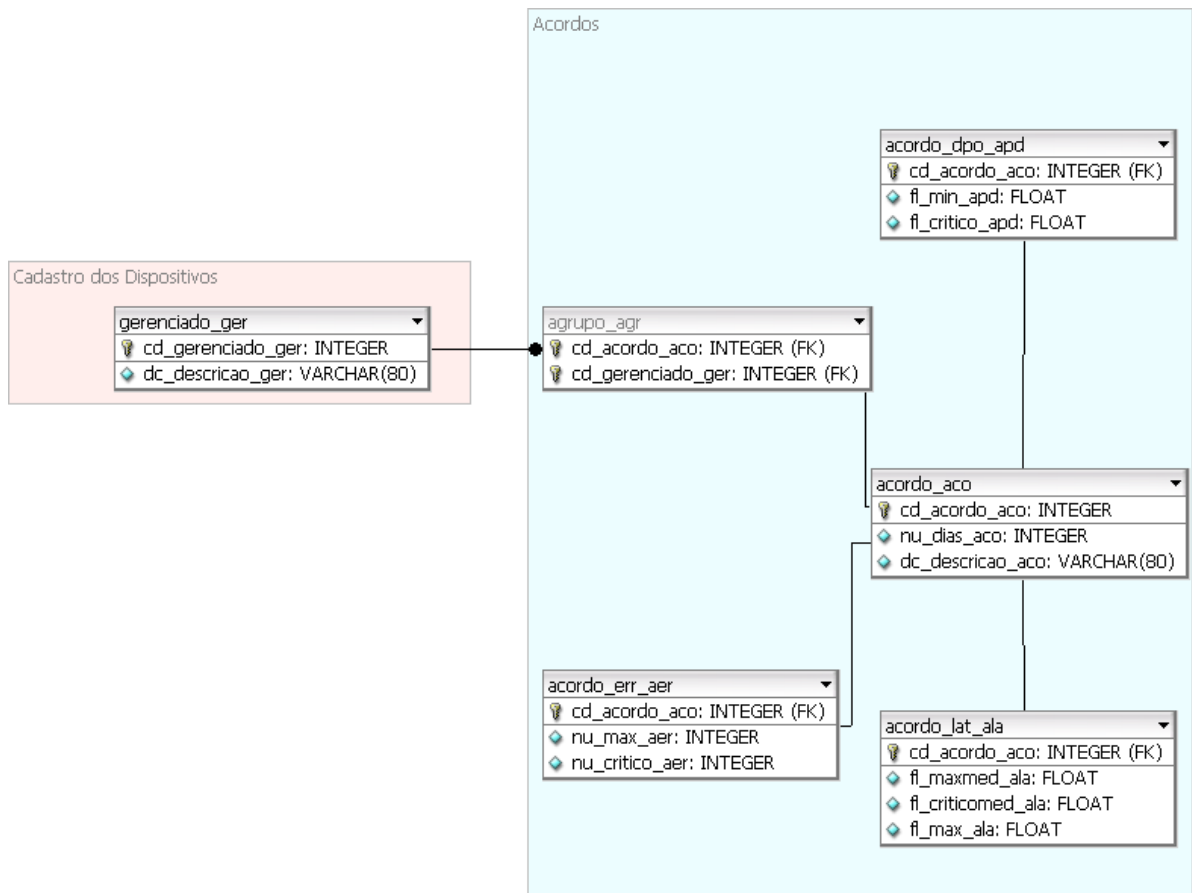 Acordos
acordo_dpo_apd
cd_acordo_aco: INTEGER (FK)
fl_min_apd: FLOAT
fl_critico_apd: FLOAT
Cadastro dos Dispositivos
gerenciado_ger
cd_gerenciado_ger: INTEGER
dc_descricao_ger: VARCHAR(80)
agrupo_agr
cd_acordo_aco: INTEGER (FK)
cd_gerenciado_ger: INTEGER (FK)
acordo_aco
cd_acordo_aco: INTEGER
nu_dias_aco: INTEGER
dc_descricao_aco: VARCHAR(80)
acordo_err_aer
cd_acordo_aco: INTEGER (FK)
nu_max_aer: INTEGER
nu_critico_aer: INTEGER
acordo_lat_ala
cd_acordo_aco: INTEGER (FK)
fl_maxmed_ala: FLOAT
fl_criticomed_ala: FLOAT
fl_max_ala: FLOAT